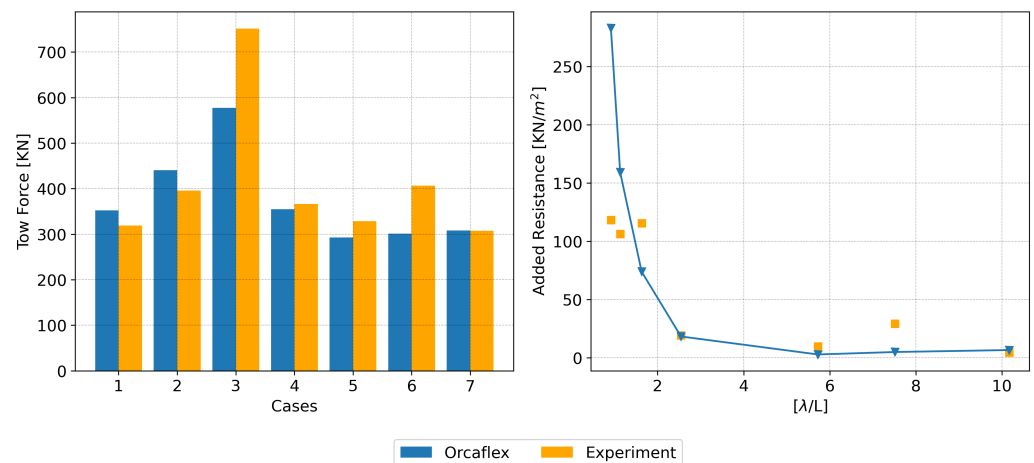 Tow Force [KN]
700
600
500
400
300
200
100
0
1 2 3 4 5 6 7
Cases
Added Resistance [KN/m²]
250
200
150
100
50
0
2 4 6 8 10
[λ/L]
Orcaflex Experiment